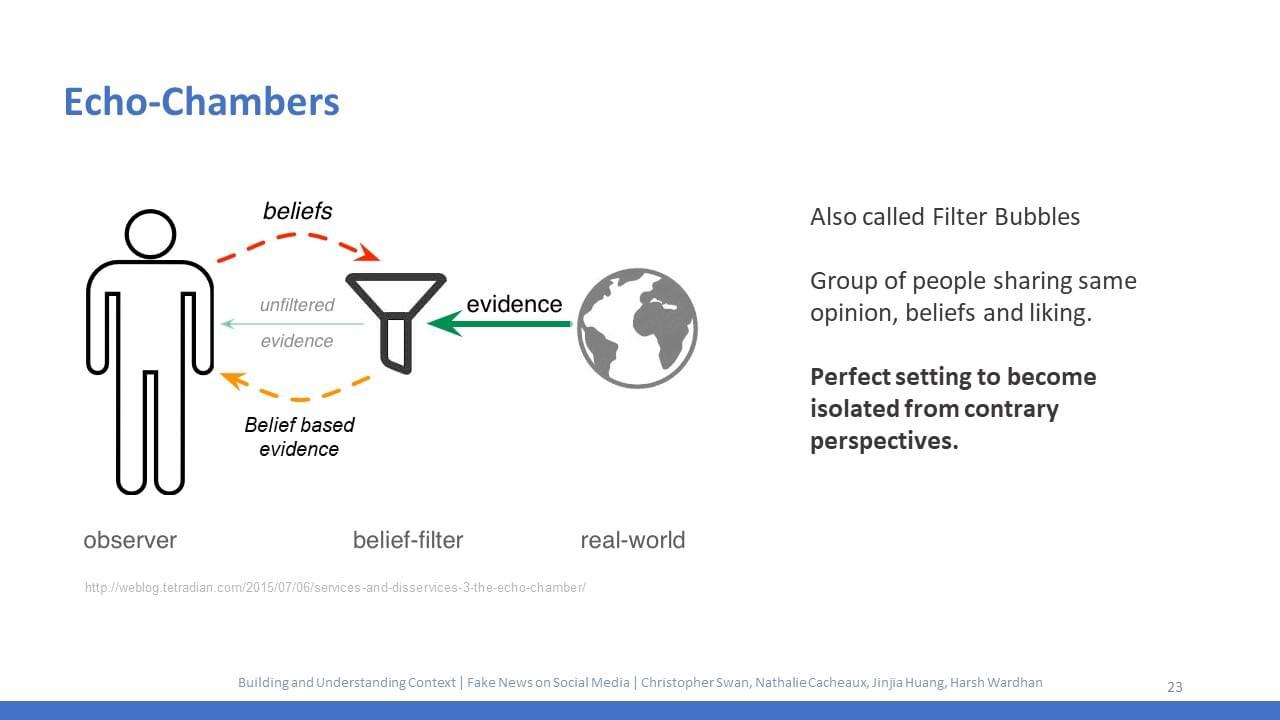 Echo-Chambers
beliefs
unfiltered
evidence
evidence
Belief based
evidence
observer
belief-filter
real-world
http://weblog.tetradian.com/2015/07/06/services-and-disservices-3-the-echo-chamber/
Also called Filter Bubbles
Group of people sharing same
opinion, beliefs and liking.
Perfect setting to become
isolated from contrary
perspectives.
Building and Understanding Context | Fake News on Social Media | Christopher Swan, Nathalie Cacheaux, Jinjia Huang, Harsh Wardhan
23